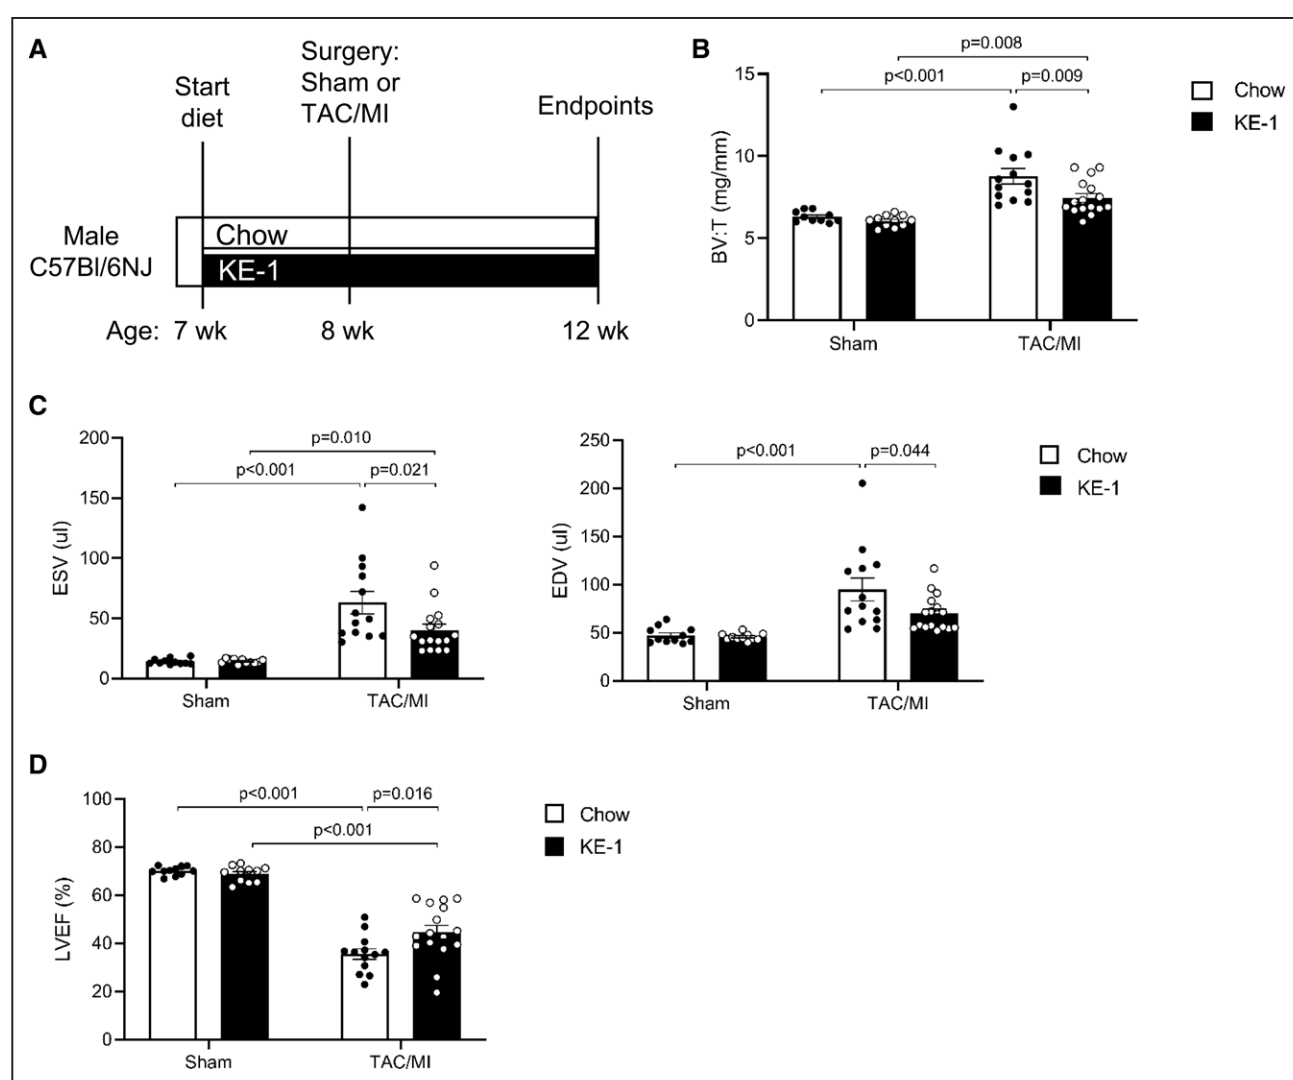 A
Start
diet
Surgery:
Sham or
TAC/MI
Endpoints
Male
C57Bl/6NJ
Chow
KE-1
Age: 7 wk 8 wk 12 wk
B
p=0.008
p<0.001 p=0.009
15
10
5
0
BV:T (mg/mm)
Sham TAC/MI
Chow
KE-1
C
p=0.010
p<0.001 p=0.021
200
150
100
50
0
ESV (ul)
Sham TAC/MI
p<0.001 p=0.044
250
200
150
100
50
0
EDV (ul)
Sham TAC/MI
Chow
KE-1
D
p<0.001 p=0.016
p<0.001
100
80
60
40
20
0
LVEF (%)
Sham TAC/MI
Chow
KE-1